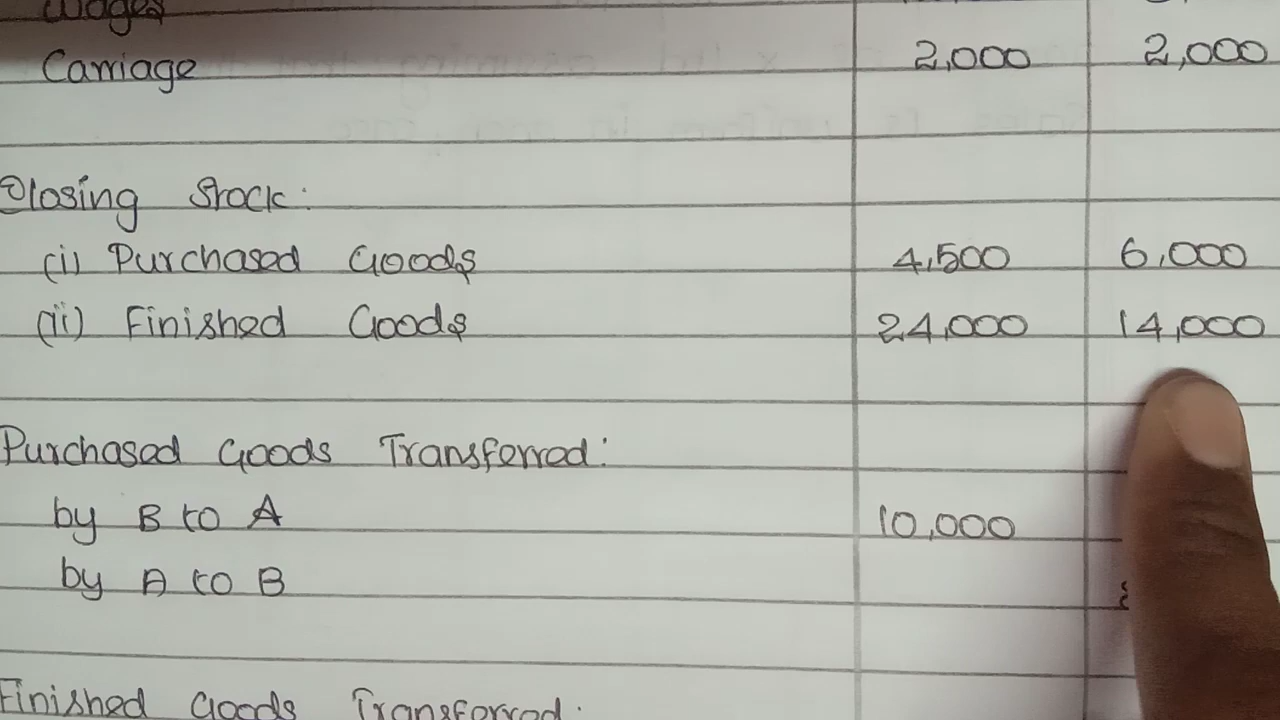 Wages
Carriage 2,000 2,000
Closing Stock:
(i) Purchased Goods 4,500 6,000
(ii) Finished Goods 24,000 14,000
Purchased Goods Transferred:
by B to A 10,000
by A to B
Finished Goods Transferred: